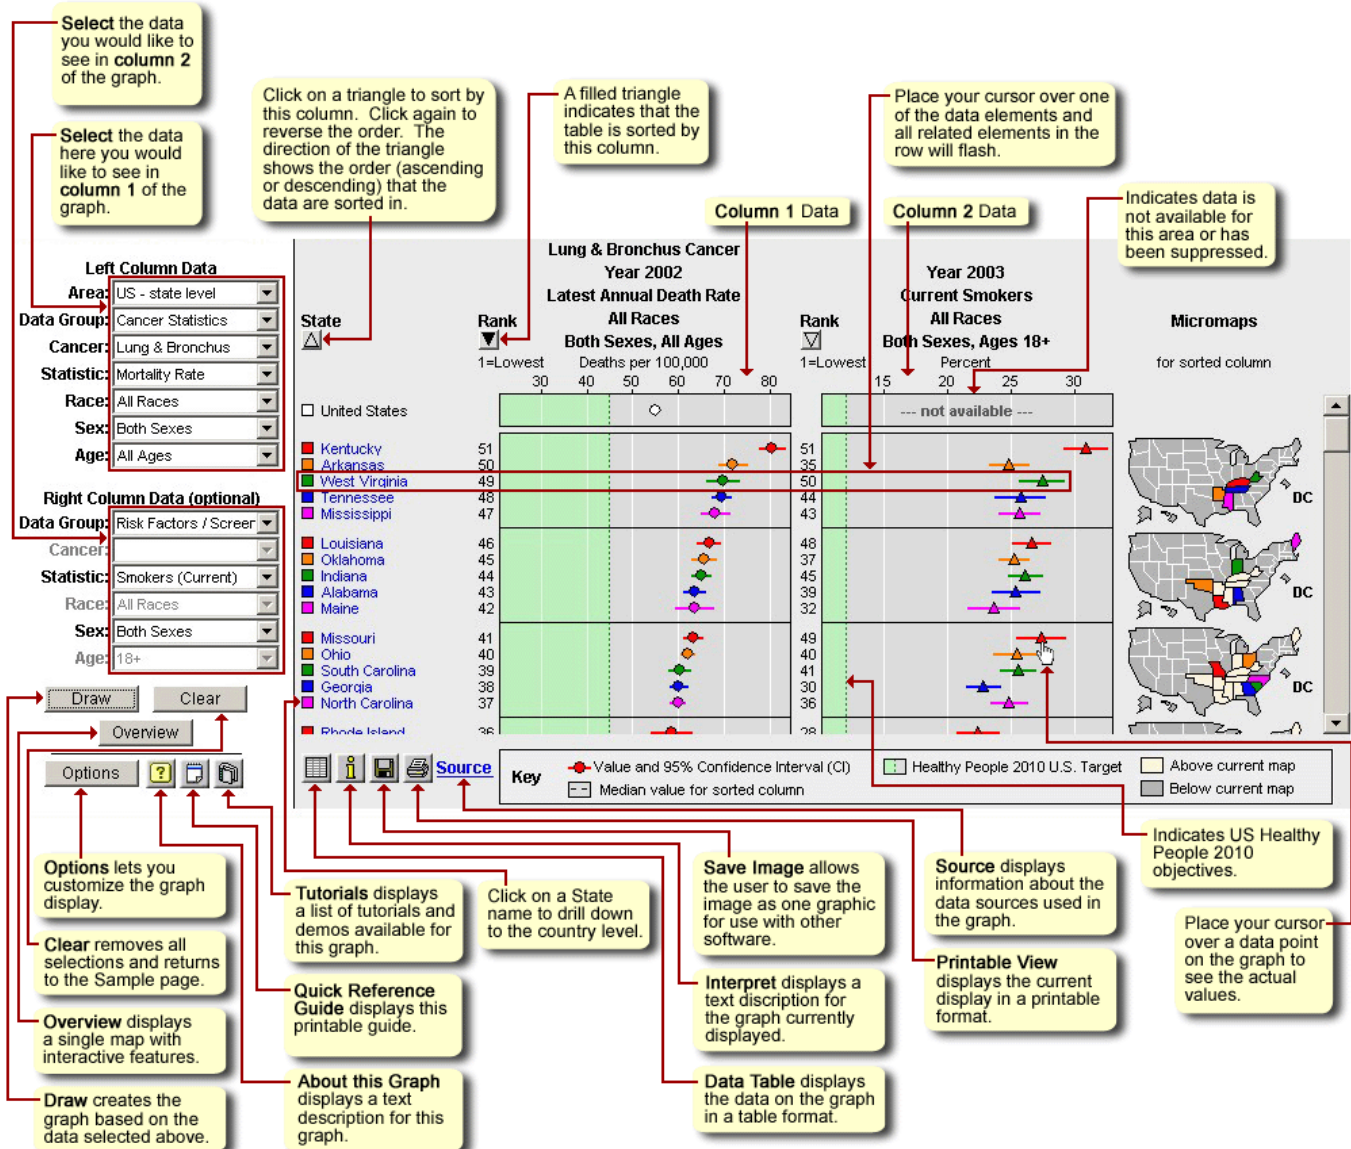 Select the data
you would like to
see in column 2
of the graph.
Select the data
here you would
like to see in
column 1 of the
graph.
Click on a triangle to sort by
this column. Click again to
reverse the order. The
direction of the triangle
shows the order (ascending
or descending) that the
data are sorted in.
A filled triangle
indicates that the
table is sorted by
this column.
Place your cursor over one
of the data elements and
all related elements in the
row will flash.
Column 1 Data
Column 2 Data
Indicates data is
not available for
this area or has
been suppressed.
Left Column Data
Area: US - state level
Data Group: Cancer Statistics
Cancer: Lung & Bronchus
Statistic: Mortality Rate
Race: All Races
Sex: Both Sexes
Age: All Ages
Right Column Data (optional)
Data Group: Risk Factors / Screer
Cancer:
Statistic: Smokers (Current)
Race: All Races
Sex: Both Sexes
Age: 18+
Draw Clear
Overview
Options ?
Lung & Bronchus Cancer
Year 2002
Latest Annual Death Rate
All Races
Both Sexes, All Ages
Deaths per 100,000
Year 2003
Current Smokers
All Races
Both Sexes, Ages 18+
Percent
State
Rank
1=Lowest
Rank
1=Lowest
Micromaps
for sorted column
30 40 50 60 70 80
15 20 25 30
United States
--- not available ---
Kentucky 51 51
Arkansas 50 35
West Virginia 49 50
Tennessee 48 44
Mississippi 47 43
DC
Louisiana 46 48
Oklahoma 45 37
Indiana 44 45
Alabama 43 39
Maine 42 32
DC
Missouri 41 49
Ohio 40 40
South Carolina 39 41
Georgia 38 30
North Carolina 37 36
DC
Rhode Island 36 28
i Source
Key
Value and 95% Confidence Interval (CI)
Median value for sorted column
Healthy People 2010 U.S. Target
Above current map
Below current map
Options lets you
customize the graph
display.
Clear removes all
selections and returns
to the Sample page.
Overview displays
a single map with
interactive features.
Draw creates the
graph based on the
data selected above.
Tutorials displays
a list of tutorials and
demos available for
this graph.
Quick Reference
Guide displays this
printable guide.
About this Graph
displays a text
description for this
graph.
Click on a State
name to drill down
to the country level.
Save Image allows
the user to save the
image as one graphic
for use with other
software.
Interpret displays a
text discription for
the graph currently
displayed.
Data Table displays
the data on the graph
in a table format.
Source displays
information about the
data sources used in
the graph.
Printable View
displays the current
display in a printable
format.
Indicates US Healthy
People 2010
objectives.
Place your cursor
over a data point
on the graph to
see the actual
values.